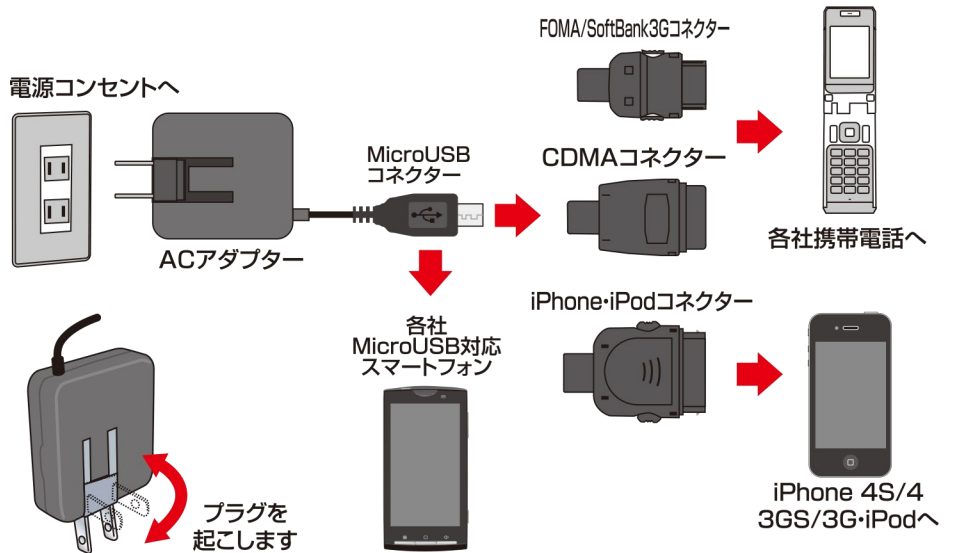 電源コンセントへ
ACアダプター
MicroUSB
コネクター
FOMA/SoftBank3Gコネクター
CDMAコネクター
各社携帯電話へ
iPhone・iPodコネクター
iPhone 4S/4
3GS/3G・iPodへ
各社
MicroUSB対応
スマートフォン
プラグを
起こします